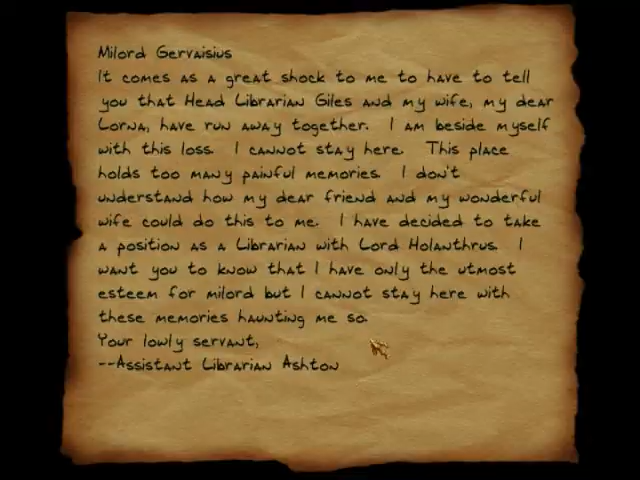 Milord Gervaisius
It comes as a great shock to me to have to tell
you that Head Librarian Giles and my wife, my dear
Lorna, have run away together. I am beside myself
with this loss. I cannot stay here. This place
holds too many painful memories. I don't
understand how my dear friend and my wonderful
wife could do this to me. I have decided to take
a position as a Librarian with Lord Holanthrus. I
want you to know that I have only the utmost
esteem for milord but I cannot stay here with
these memories haunting me so.
Your lowly servant,
--Assistant Librarian Ashton